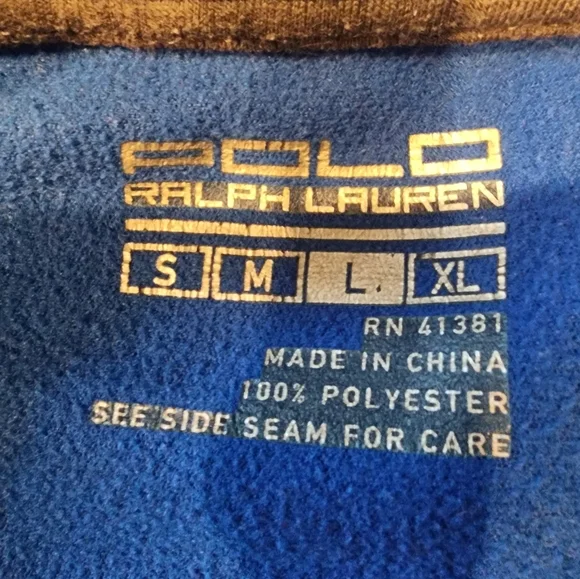 POLO
RALPH LAUREN
S M L XL
RN 41381
MADE IN CHINA
100% POLYESTER
SEE SIDE SEAM FOR CARE